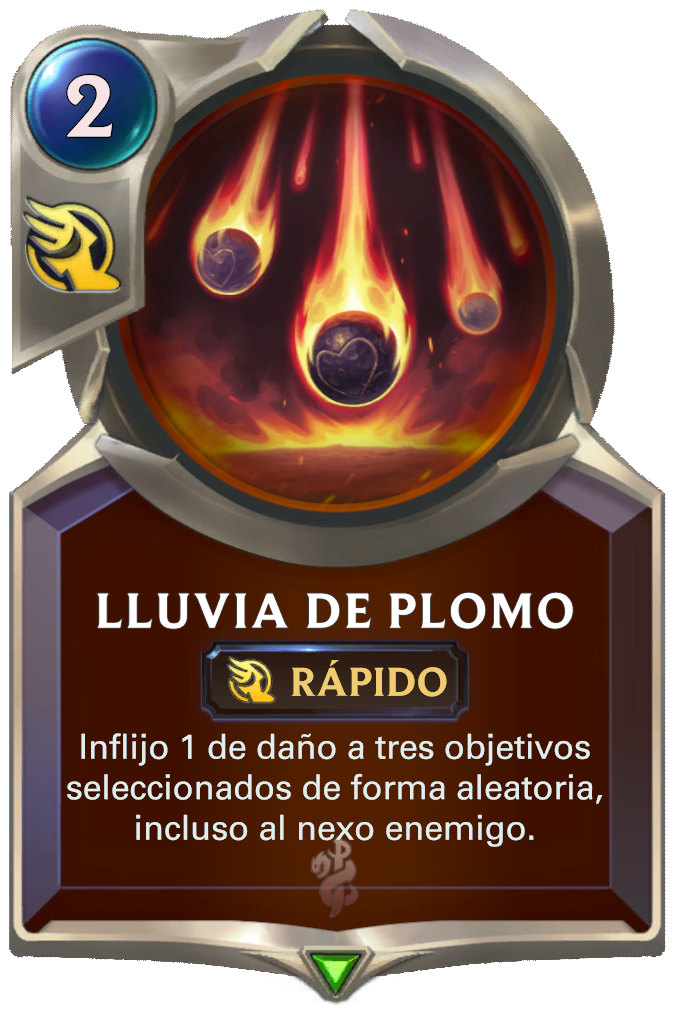 2
LLUVIA DE PLOMO
RÁPIDO
Inflijo 1 de daño a tres objetivos
seleccionados de forma aleatoria,
incluso al nexo enemigo.